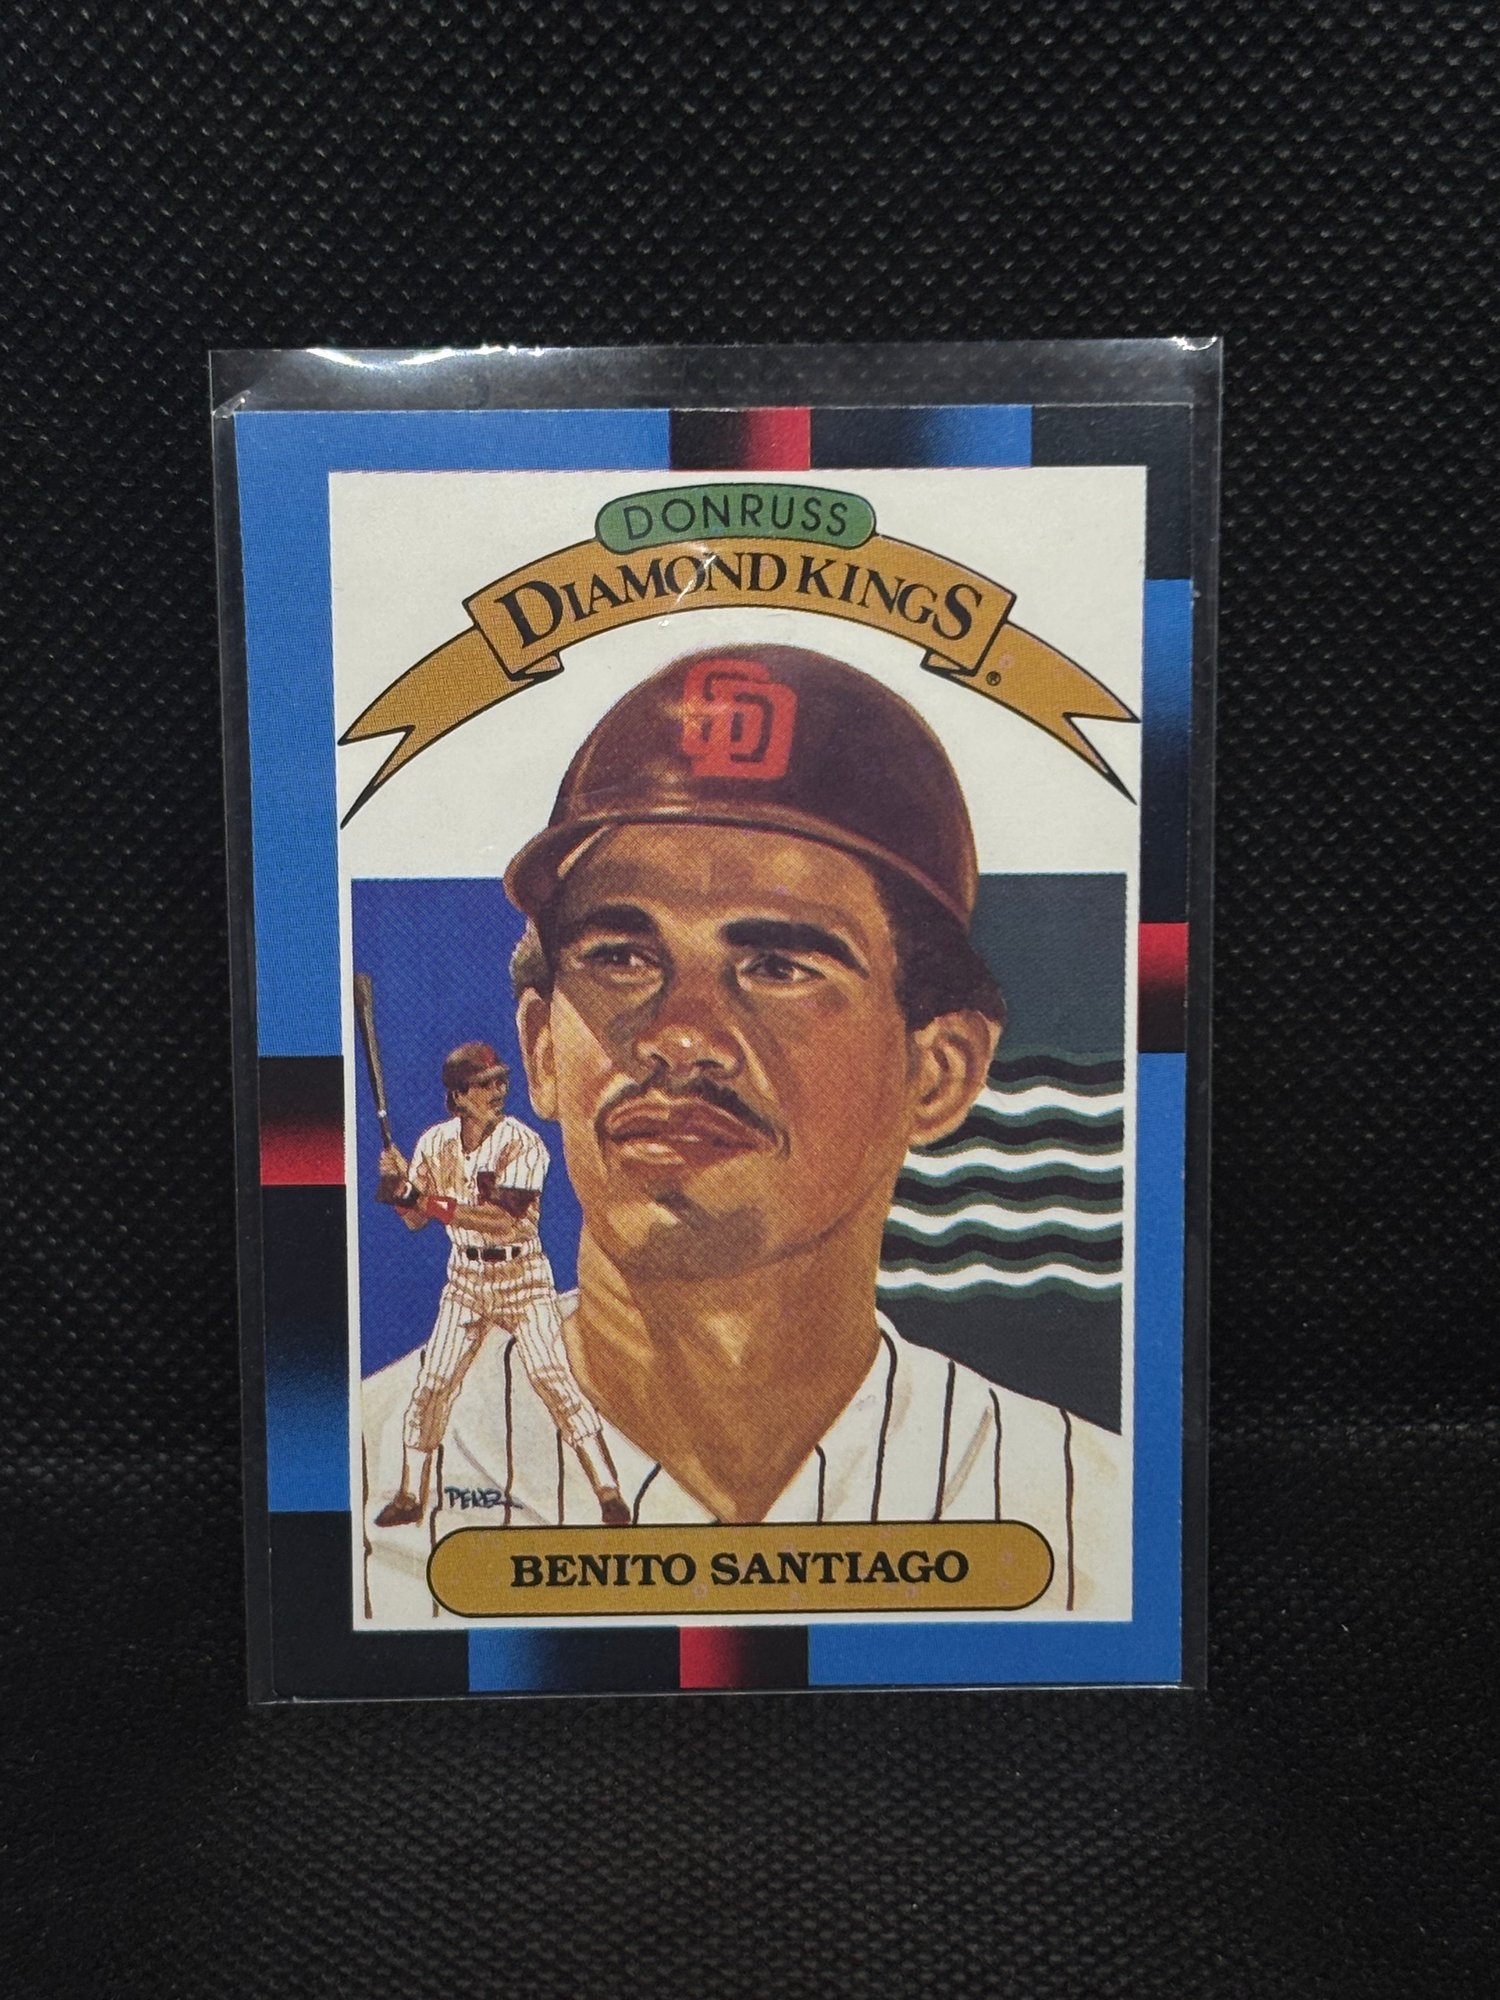 DONRUSS
DIAMOND KINGS
®
SD
PEREZ
BENITO SANTIAGO